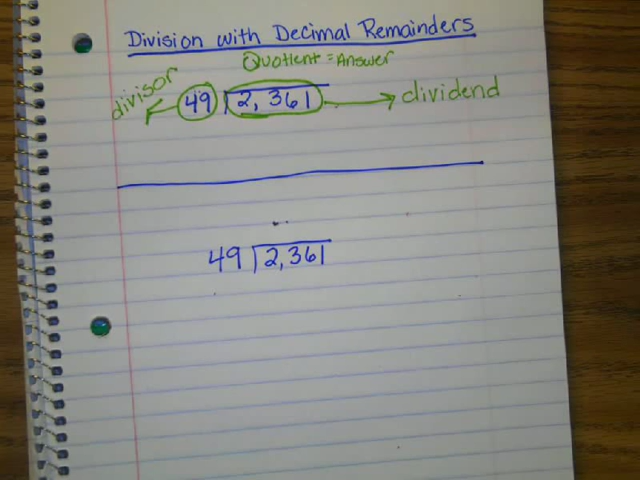 Division with Decimal Remainders
Quotient = Answer
divisor 49 2,361 dividend
49 2,361